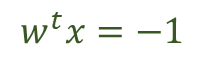 wᵗx = −1